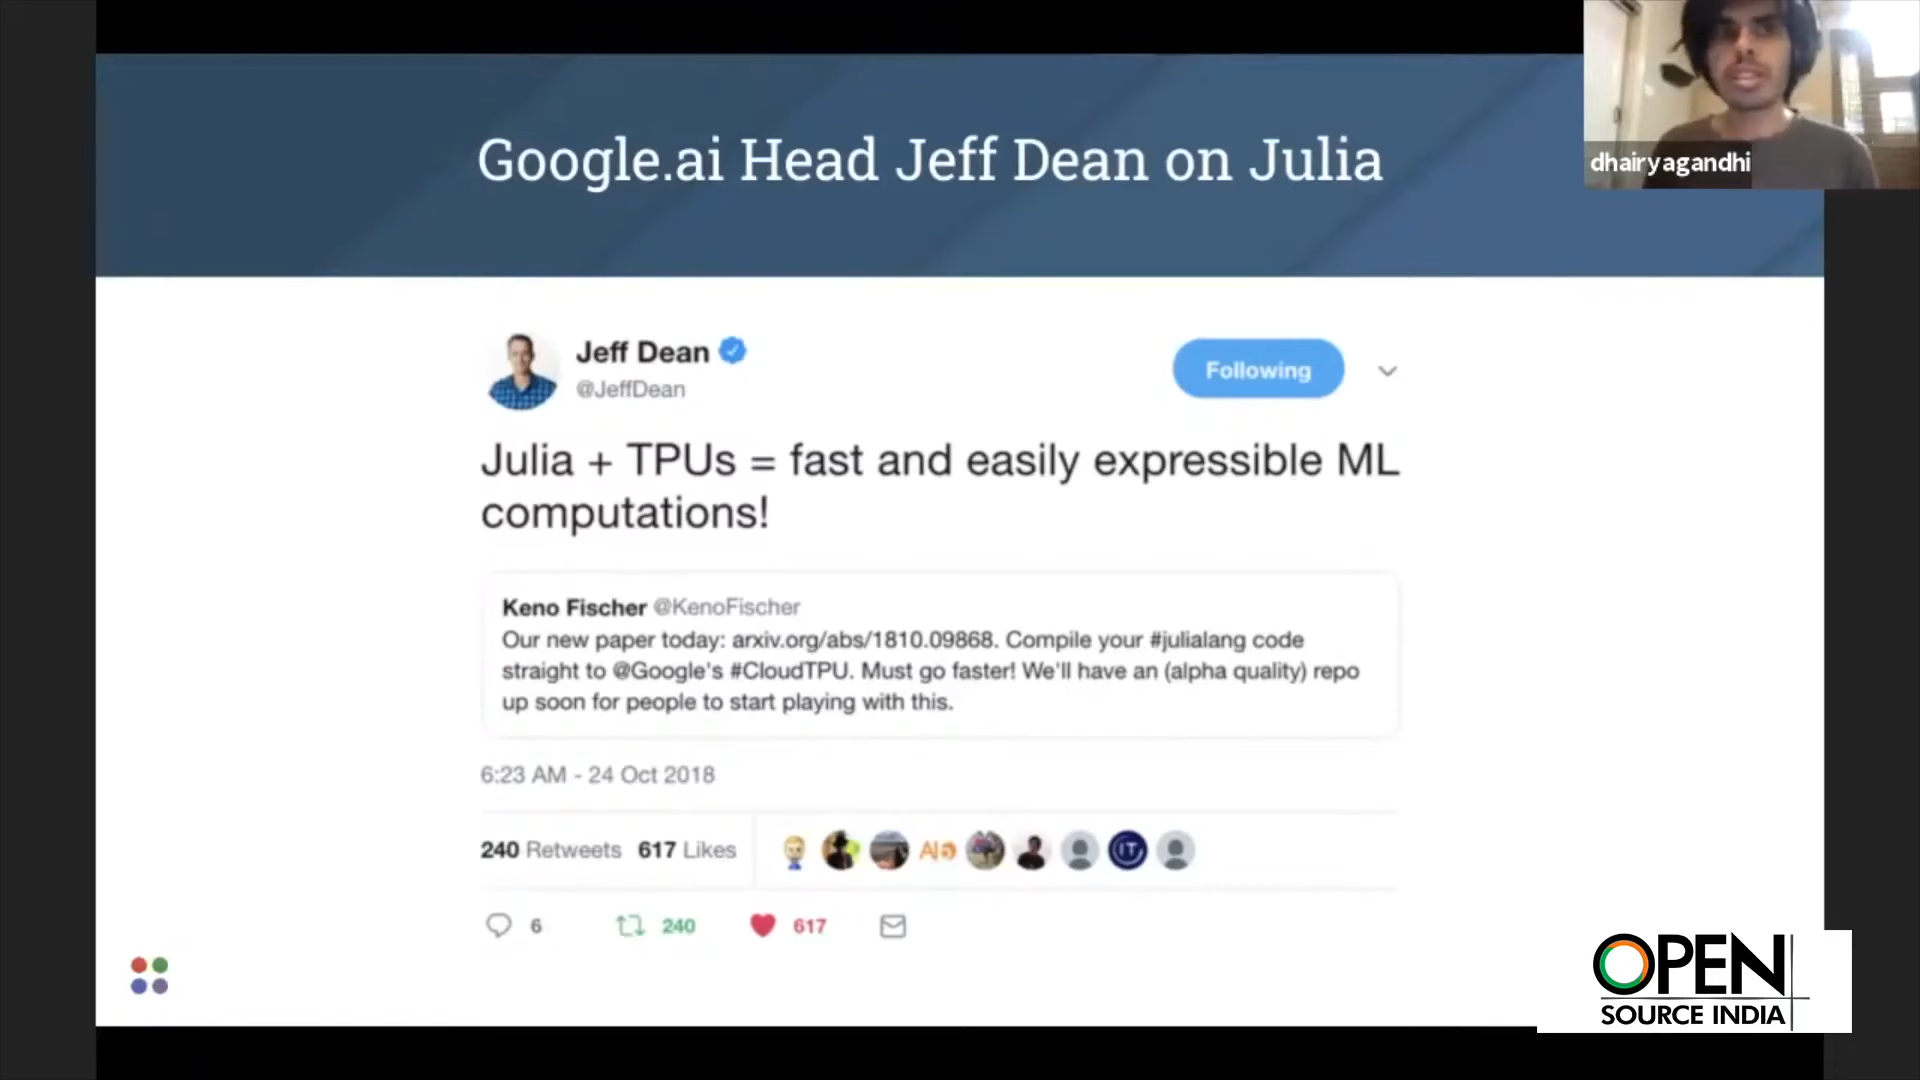 Google.ai Head Jeff Dean on Julia
dhairyagandhi
Jeff Dean
@JeffDean
Following
Julia + TPUs = fast and easily expressible ML
computations!
Keno Fischer @KenoFischer
Our new paper today: arxiv.org/abs/1810.09868. Compile your #julialang code
straight to @Google's #CloudTPU. Must go faster! We'll have an (alpha quality) repo
up soon for people to start playing with this.
6:23 AM - 24 Oct 2018
240 Retweets 617 Likes
IT
6 240 617
OPEN
SOURCE INDIA